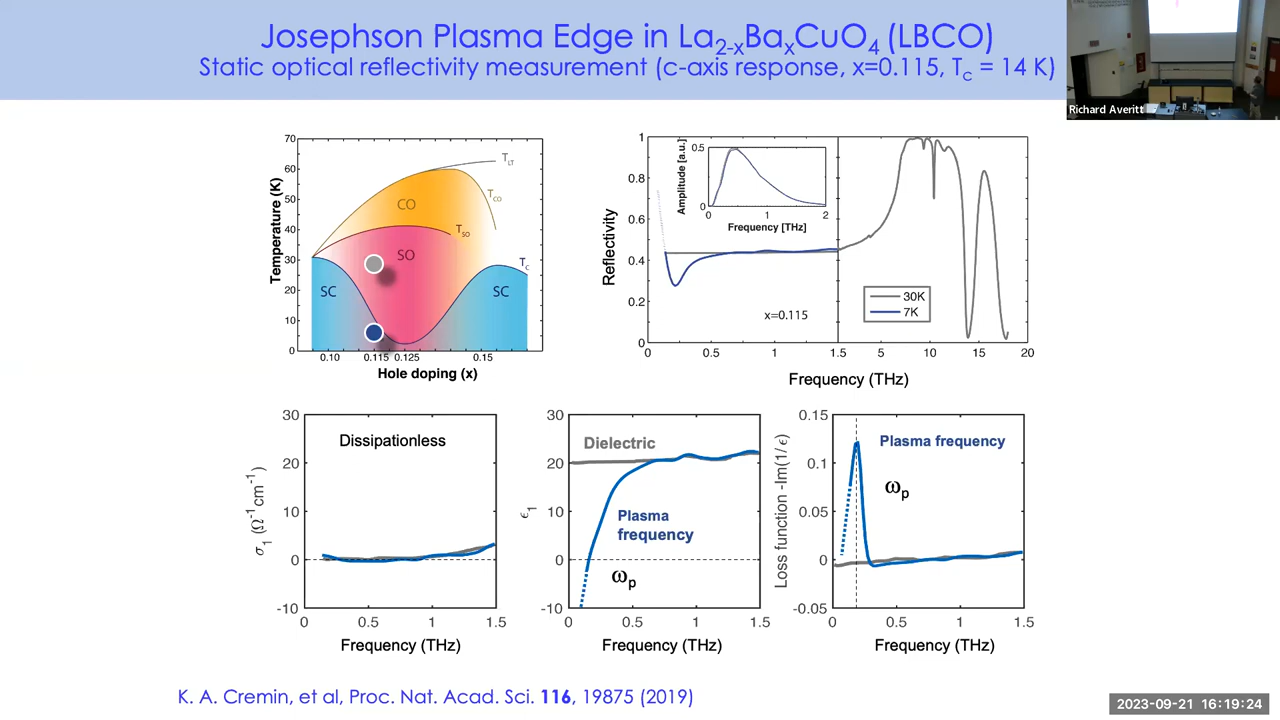 Josephson Plasma Edge in La2-xBaxCuO4 (LBCO)
Static optical reflectivity measurement (c-axis response, x=0.115, Tc = 14 K)
Richard Averitt
70
60
50
40
30
20
10
0
Temperature (K)
TLT
TCO
CO
TSO
SO
Tc
SC
SC
0.10
0.115
0.125
0.15
Hole doping (x)
1
0.8
0.6
0.4
0.2
0
Reflectivity
0.5
0
Amplitude [a.u.]
0
1
2
Frequency [THz]
30K
7K
x=0.115
0
0.5
1
1.5
5
10
15
20
Frequency (THz)
30
20
10
0
-10
σ1 (Ω-1cm-1)
Dissipationless
0
0.5
1
1.5
Frequency (THz)
30
20
10
0
-10
ϵ1
Dielectric
Plasma
frequency
ωp
0
0.5
1
1.5
Frequency (THz)
0.15
0.1
0.05
0
-0.05
Loss function -Im(1/ϵ)
Plasma frequency
ωp
0
0.5
1
1.5
Frequency (THz)
K. A. Cremin, et al, Proc. Nat. Acad. Sci. 116, 19875 (2019)
2023-09-21 16:19:24